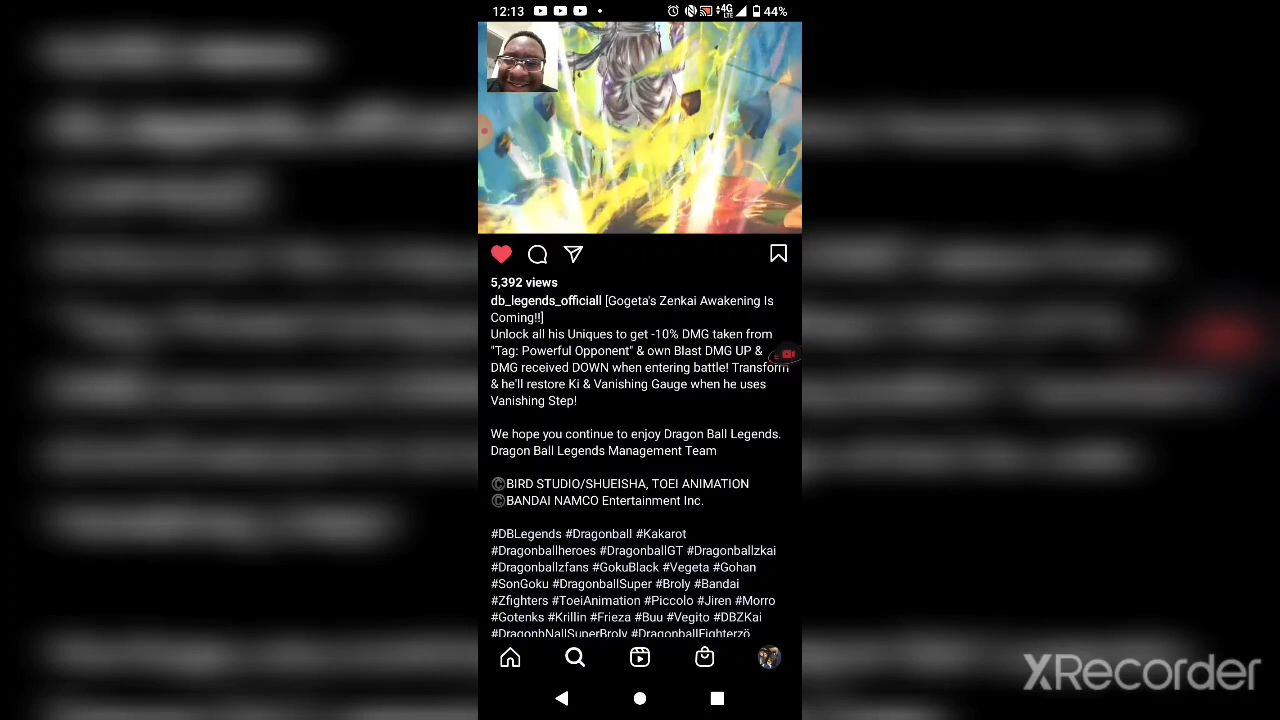 12:13
4G
LTE
44%
5,392 views
db_legends_officiall [Gogeta's Zenkai Awakening Is
Coming!!]
Unlock all his Uniques to get -10% DMG taken from
"Tag: Powerful Opponent" & own Blast DMG UP &
DMG received DOWN when entering battle! Transform
& he'll restore Ki & Vanishing Gauge when he uses
Vanishing Step!
We hope you continue to enjoy Dragon Ball Legends.
Dragon Ball Legends Management Team
©BIRD STUDIO/SHUEISHA, TOEI ANIMATION
©BANDAI NAMCO Entertainment Inc.
#DBLegends #Dragonball #Kakarot
#Dragonballheroes #DragonballGT #Dragonballzkai
#Dragonballzfans #GokuBlack #Vegeta #Gohan
#SonGoku #DragonballSuper #Broly #Bandai
#Zfighters #ToeiAnimation #Piccolo #Jiren #Morro
#Gotenks #Krillin #Frieza #Buu #Vegito #DBZKai
#DragonbNallSuperBroly #DragonballFighterzö
XRecorder